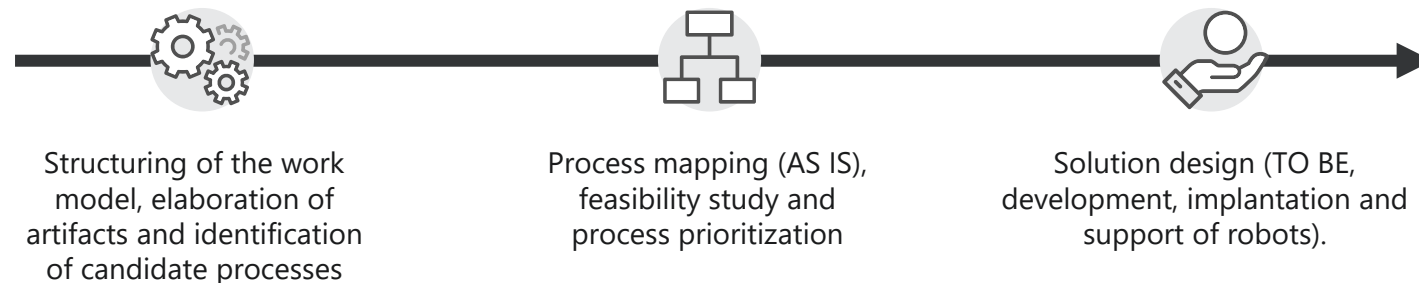 Structuring of the work
model, elaboration of
artifacts and identification
of candidate processes
Process mapping (AS IS),
feasibility study and
process prioritization
Solution design (TO BE,
development, implantation and
support of robots).